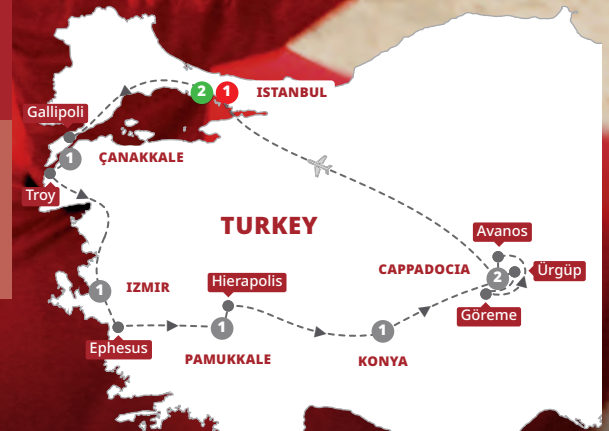 2
1
ISTANBUL
Gallipoli
1
ÇANAKKALE
Troy
TURKEY
Avanos
CAPPADOCIA
2
Ürgüp
Göreme
1
IZMIR
Hierapolis
Ephesus
1
PAMUKKALE
1
KONYA